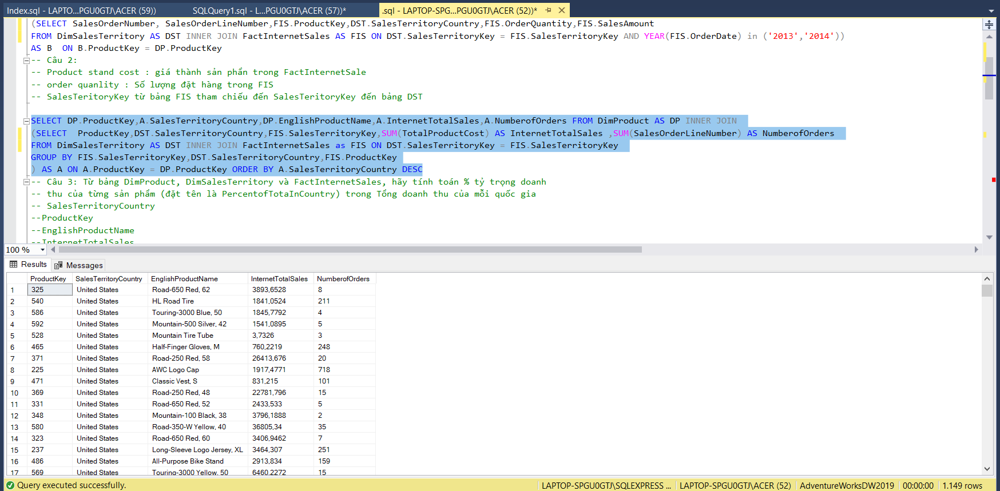 Index.sql - LAPTO...PGU0GTJ\ACER (59))
SQLQuery1.sql - L...PGU0GTJ\ACER (57))*
.sql - LAPTOP-SPG...PGU0GTJ\ACER (52))*
(SELECT SalesOrderNumber, SalesOrderLineNumber,FIS.ProductKey,DST.SalesTerritoryCountry,FIS.OrderQuantity,FIS.SalesAmount
FROM DimSalesTerritory AS DST INNER JOIN FactInternetSales AS FIS ON DST.SalesTerritoryKey = FIS.SalesTerritoryKey AND YEAR(FIS.OrderDate) in ('2013','2014'))
AS B  ON B.ProductKey = DP.ProductKey
-- Câu 2:
-- Product stand cost : giá thành sản phẩn trong FactInternetSale
-- order quanlity : Số lượng đặt hàng trong FIS
-- SalesTeritoryKey từ bảng FIS tham chiếu đến SalesTeritoryKey đến bảng DST
SELECT DP.ProductKey,A.SalesTerritoryCountry,DP.EnglishProductName,A.InternetTotalSales,A.NumberofOrders FROM DimProduct AS DP INNER JOIN
(SELECT  ProductKey,DST.SalesTerritoryCountry,FIS.SalesTerritoryKey,SUM(TotalProductCost) AS InternetTotalSales ,SUM(SalesOrderLineNumber) AS NumberofOrders
FROM DimSalesTerritory AS DST INNER JOIN FactInternetSales as FIS ON DST.SalesTerritoryKey = FIS.SalesTerritoryKey
GROUP BY FIS.SalesTerritoryKey,DST.SalesTerritoryCountry,FIS.ProductKey
) AS A ON A.ProductKey = DP.ProductKey ORDER BY A.SalesTerritoryCountry DESC
-- Câu 3: Từ bảng DimProduct, DimSalesTerritory và FactInternetSales, hãy tính toán % tỷ trọng doanh
-- thu của từng sản phẩm (đặt tên là PercentofTotaInCountry) trong Tổng doanh thu của mỗi quốc gia
-- SalesTerritoryCountry
--ProductKey
--EnglishProductName
--InternetTotalSales
100 %
Results Messages
ProductKey SalesTerritoryCountry EnglishProductName InternetTotalSales NumberofOrders
1 325 United States Road-650 Red, 62 3893,6528 8
2 540 United States HL Road Tire 1841,0524 211
3 586 United States Touring-3000 Blue, 50 1845,7792 4
4 592 United States Mountain-500 Silver, 42 1541,0895 5
5 528 United States Mountain Tire Tube 3,7326 3
6 465 United States Half-Finger Gloves, M 760,2219 248
7 371 United States Road-250 Red, 58 26413,676 20
8 225 United States AWC Logo Cap 1917,4771 718
9 471 United States Classic Vest, S 831,215 101
10 369 United States Road-250 Red, 48 22781,796 15
11 331 United States Road-650 Red, 52 2433,533 5
12 348 United States Mountain-100 Black, 38 3796,1888 2
13 580 United States Road-350-W Yellow, 40 36805,34 35
14 323 United States Road-650 Red, 60 3406,9462 7
15 237 United States Long-Sleeve Logo Jersey, XL 3464,307 251
16 486 United States All-Purpose Bike Stand 2913,834 159
17 569 United States Touring-3000 Yellow, 50 6460,2272 15
Query executed successfully.
LAPTOP-SPGU0GTJ\SQLEXPRESS ... LAPTOP-SPGU0GTJ\ACER (52) AdventureWorksDW2019 00:00:00 1.149 rows